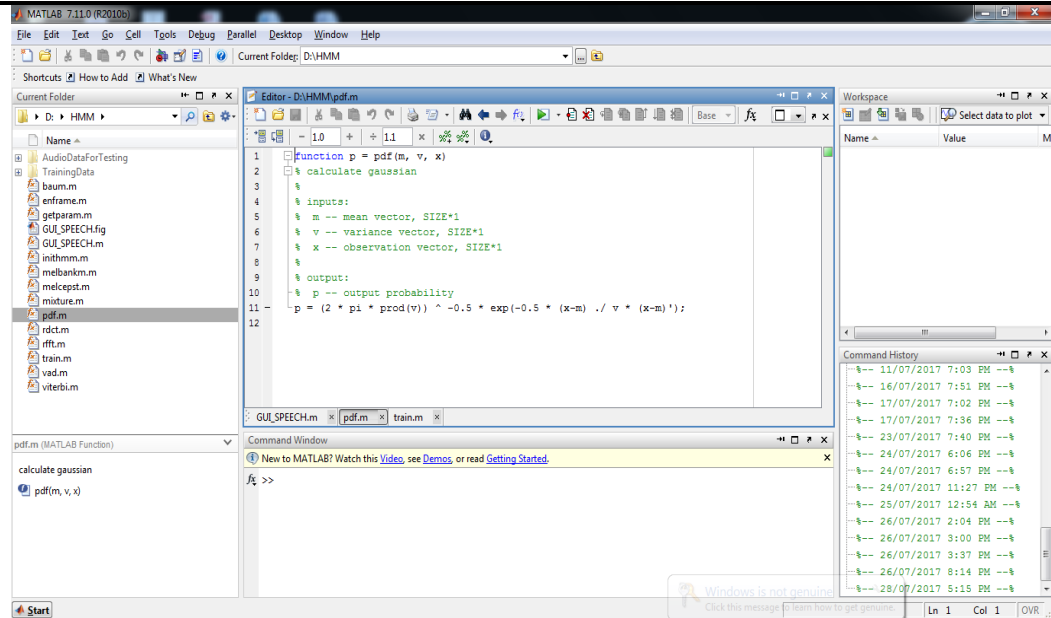 MATLAB 7.11.0 (R2010b)
File Edit Text Go Cell Tools Debug Parallel Desktop Window Help
Current Folder: D:\HMM
Shortcuts How to Add What's New
Current Folder
D: HMM
Name
AudioDataForTesting
TrainingData
baum.m
enframe.m
getparam.m
GUI_SPEECH.fig
GUI_SPEECH.m
inithmm.m
melbankm.m
melcepst.m
mixture.m
pdf.m
rdct.m
rfft.m
train.m
vad.m
viterbi.m
pdf.m (MATLAB Function)
calculate gaussian
pdf(m, v, x)
Editor - D:\HMM\pdf.m
Base
fx
- 1.0 + ÷ 1.1 ×
1 function p = pdf(m, v, x)
2 % calculate gaussian
3 %
4 % inputs:
5 % m -- mean vector, SIZE*1
6 % v -- variance vector, SIZE*1
7 % x -- observation vector, SIZE*1
8 %
9 % output:
10 % p -- output probability
11 - p = (2 * pi * prod(v)) ^ -0.5 * exp(-0.5 * (x-m) ./ v * (x-m)');
12
GUI_SPEECH.m × pdf.m × train.m ×
Command Window
New to MATLAB? Watch this Video, see Demos, or read Getting Started.
fx >>
Workspace
Select data to plot
Name Value M
Command History
%-- 11/07/2017 7:03 PM --%
%-- 16/07/2017 7:51 PM --%
%-- 17/07/2017 7:02 PM --%
%-- 17/07/2017 7:36 PM --%
%-- 23/07/2017 7:40 PM --%
%-- 24/07/2017 6:06 PM --%
%-- 24/07/2017 6:57 PM --%
%-- 24/07/2017 11:27 PM --%
%-- 25/07/2017 12:54 AM --%
%-- 26/07/2017 2:04 PM --%
%-- 26/07/2017 3:00 PM --%
%-- 26/07/2017 3:37 PM --%
%-- 26/07/2017 8:14 PM --%
%-- 28/07/2017 5:15 PM --%
Windows is not genuine
Click this message to learn how to get genuine.
Start
Ln 1 Col 1 OVR